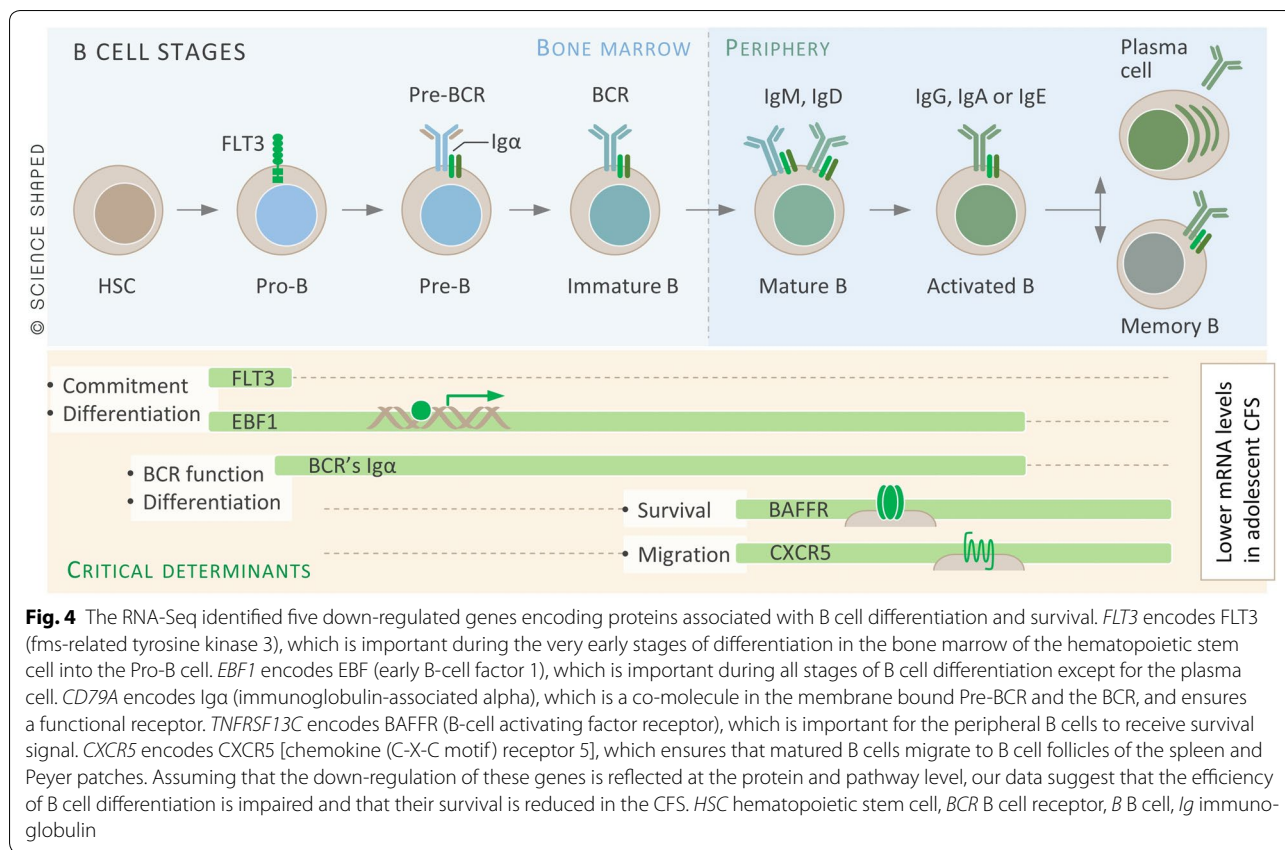 B CELL STAGES
BONE MARROW
PERIPHERY
Plasma
cell
Pre-BCR
BCR
IgM, IgD
IgG, IgA or IgE
FLT3
Igα
© SCIENCE SHAPED
HSC
Pro-B
Pre-B
Immature B
Mature B
Activated B
Memory B
• Commitment
• Differentiation
FLT3
EBF1
• BCR function
• Differentiation
BCR's Igα
• Survival
BAFFR
• Migration
CXCR5
CRITICAL DETERMINANTS
Lower mRNA levels
in adolescent CFS
Fig. 4 The RNA-Seq identified five down-regulated genes encoding proteins associated with B cell differentiation and survival. FLT3 encodes FLT3
(fms-related tyrosine kinase 3), which is important during the very early stages of differentiation in the bone marrow of the hematopoietic stem
cell into the Pro-B cell. EBF1 encodes EBF (early B-cell factor 1), which is important during all stages of B cell differentiation except for the plasma
cell. CD79A encodes Igα (immunoglobulin-associated alpha), which is a co-molecule in the membrane bound Pre-BCR and the BCR, and ensures
a functional receptor. TNFRSF13C encodes BAFFR (B-cell activating factor receptor), which is important for the peripheral B cells to receive survival
signal. CXCR5 encodes CXCR5 [chemokine (C-X-C motif) receptor 5], which ensures that matured B cells migrate to B cell follicles of the spleen and
Peyer patches. Assuming that the down-regulation of these genes is reflected at the protein and pathway level, our data suggest that the efficiency
of B cell differentiation is impaired and that their survival is reduced in the CFS. HSC hematopoietic stem cell, BCR B cell receptor, B B cell, Ig immuno-
globulin